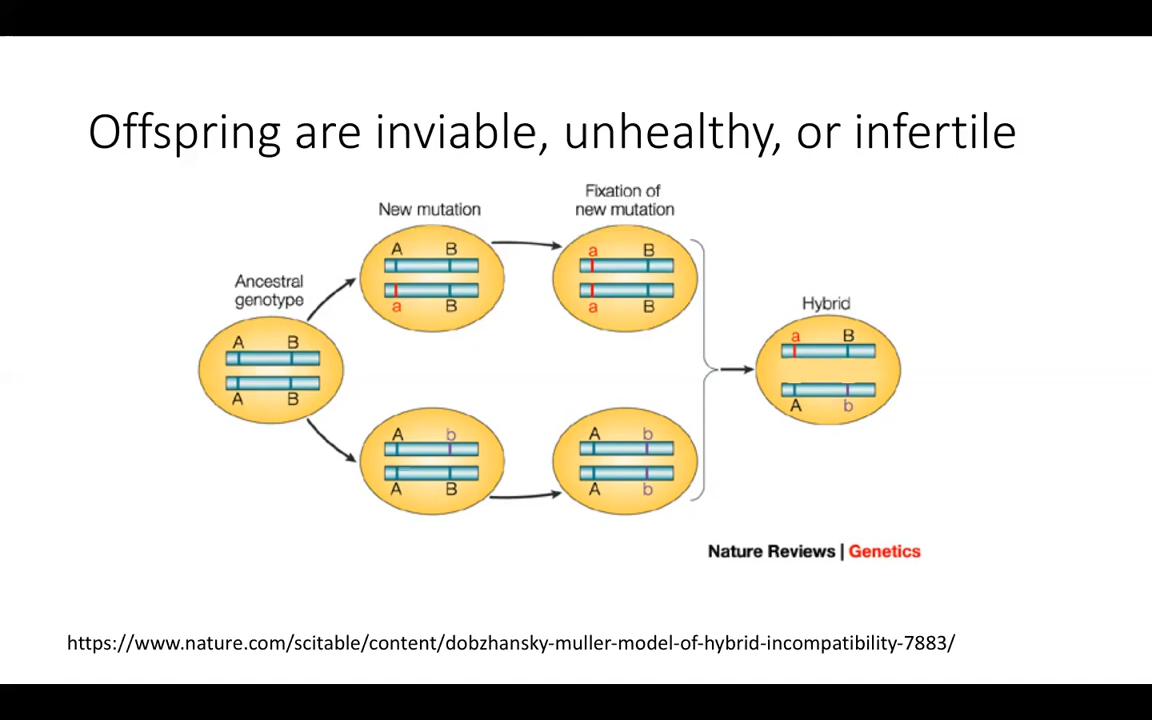 Offspring are inviable, unhealthy, or infertile
Ancestral
genotype
A B
A B
New mutation
A B
a B
A b
A B
Fixation of
new mutation
a B
a B
A b
A b
Hybrid
a B
A b
Nature Reviews | Genetics
https://www.nature.com/scitable/content/dobzhansky-muller-model-of-hybrid-incompatibility-7883/